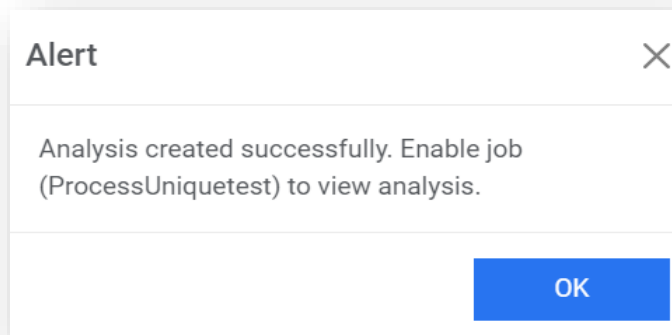 Alert
Analysis created successfully. Enable job
(ProcessUniquetest) to view analysis.
OK